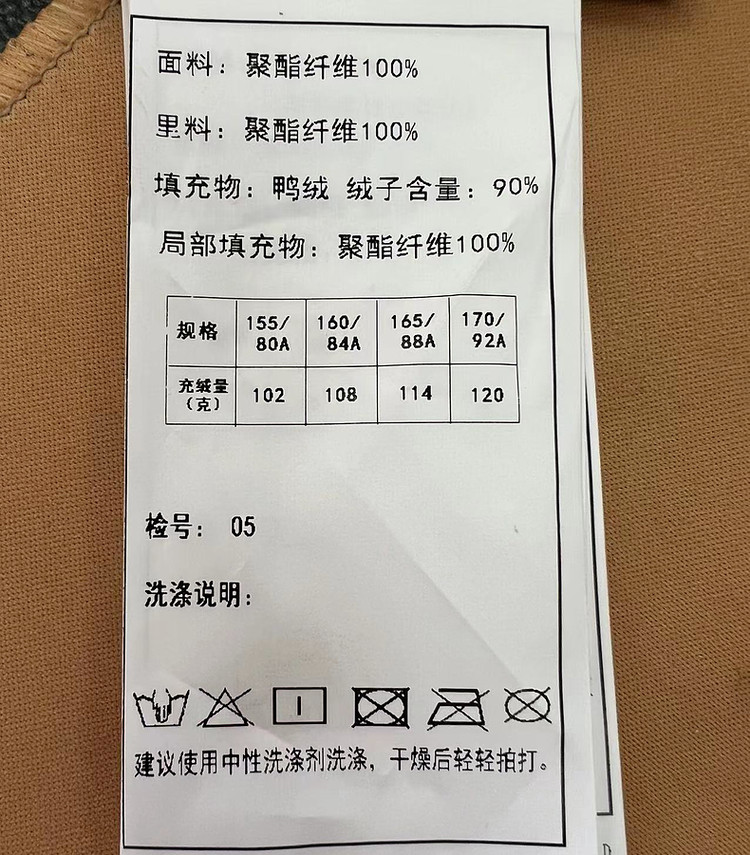 面料：聚酯纤维100%
里料：聚酯纤维100%
填充物：鸭绒 绒子含量：90%
局部填充物：聚酯纤维100%
规格 155/80A 160/84A 165/88A 170/92A
充绒量（克） 102 108 114 120
检号： 05
洗涤说明：
建议使用中性洗涤剂洗涤，干燥后轻轻拍打。